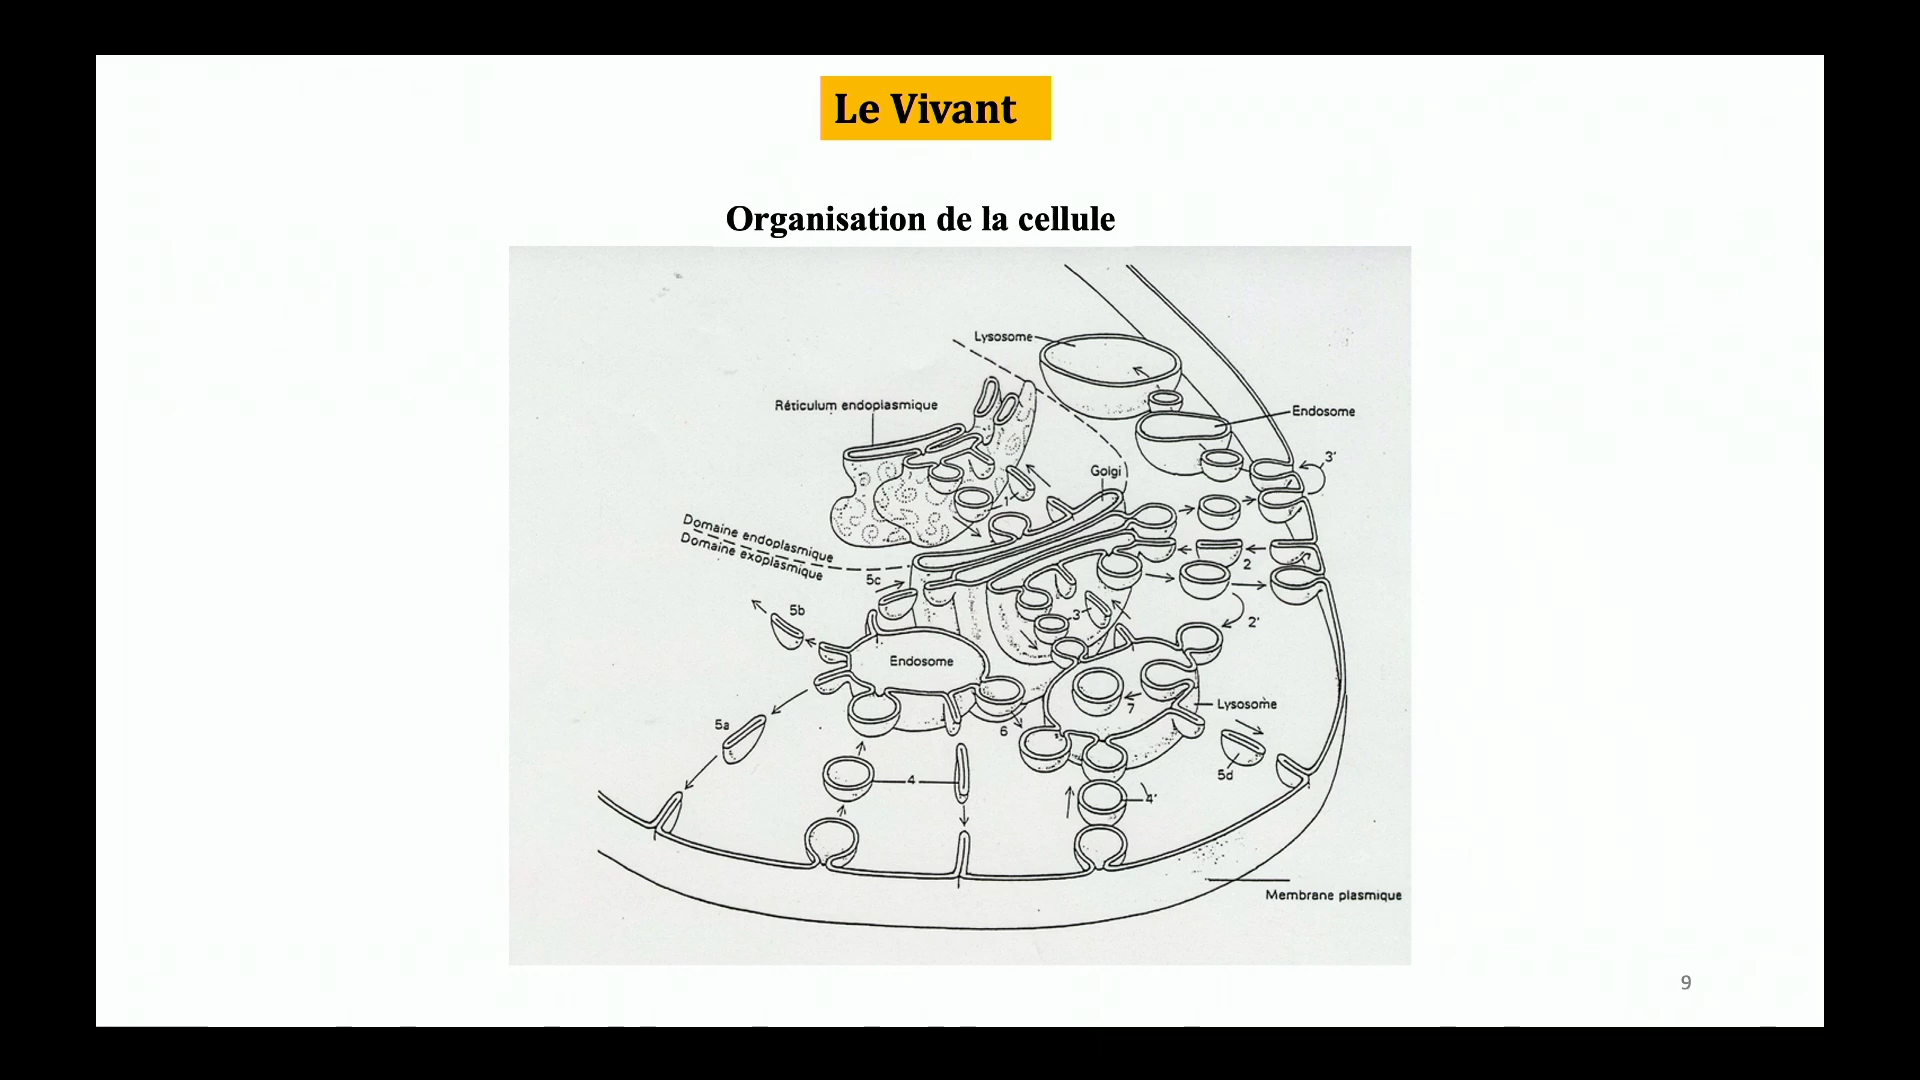 Le Vivant
Organisation de la cellule
Lysosome
Réticulum endoplasmique
Endosome
3'
Golgi
1
Domaine endoplasmique
Domaine exoplasmique
5c
2
5b
3
2'
Endosome
7
Lysosome
5a
6
5d
4
4'
Membrane plasmique
9